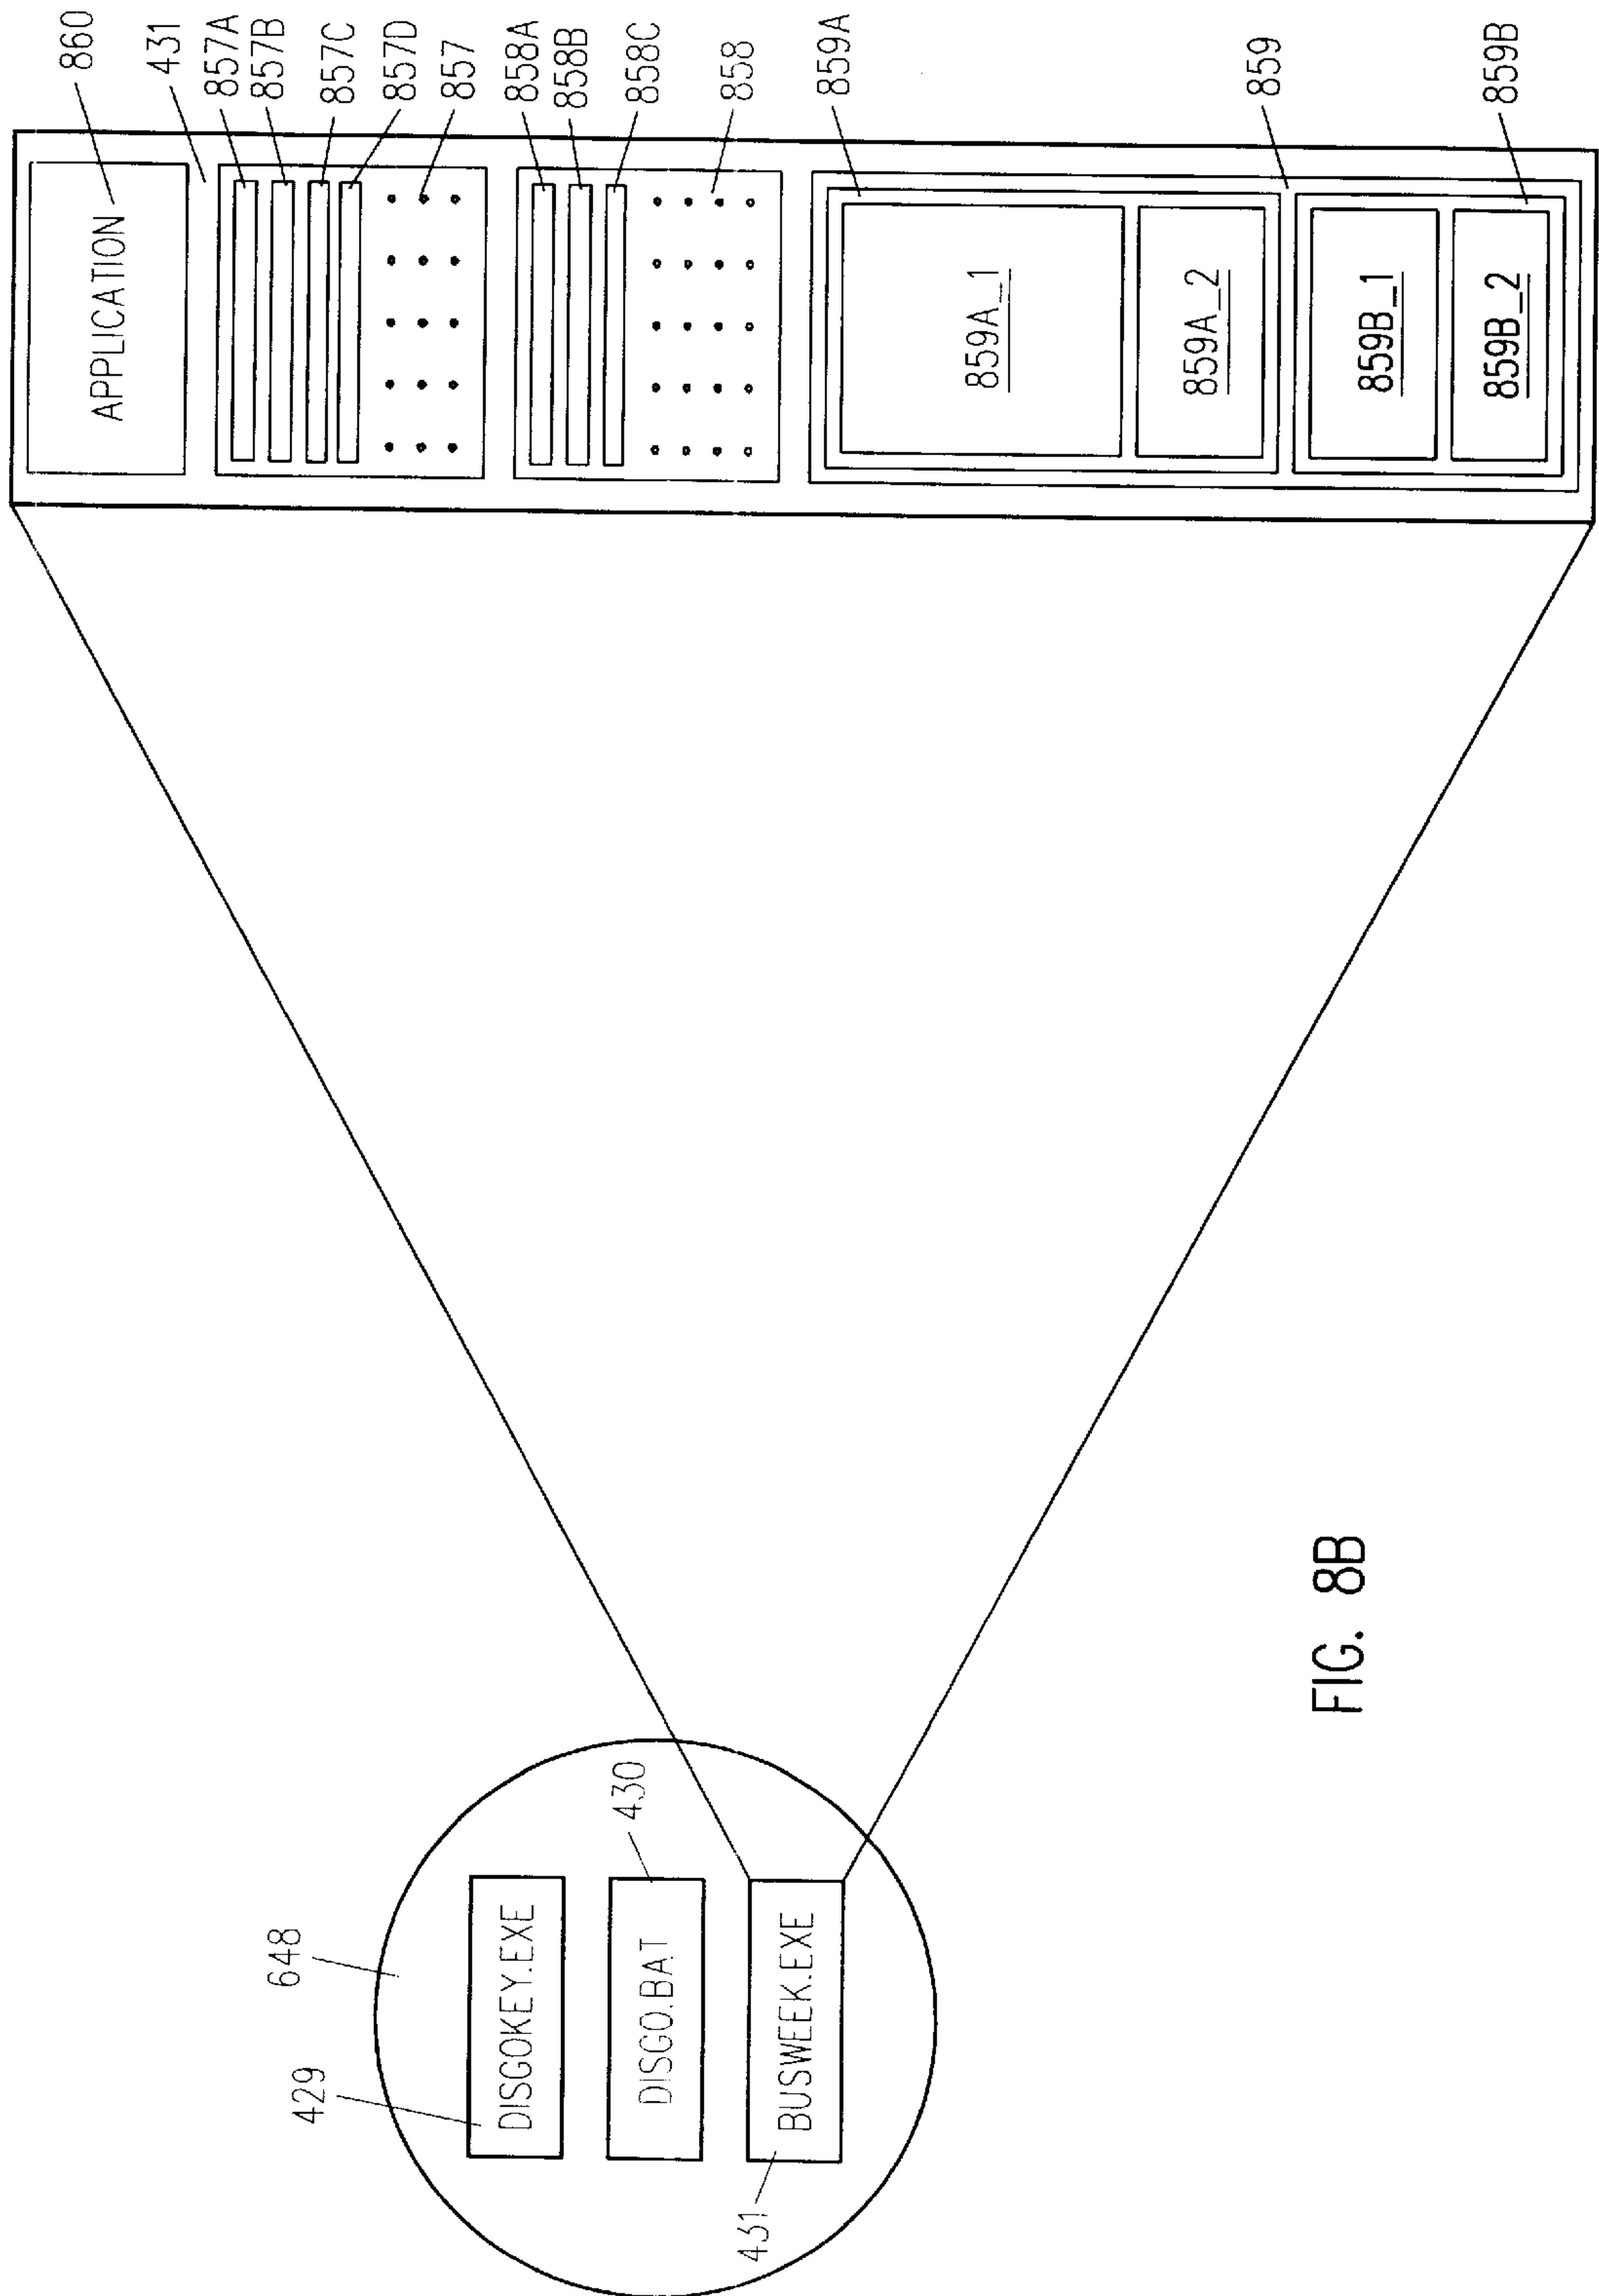 860
431
857A
857B
857C
857D
857
858A
858B
858C
858
859A
859
859B
APPLICATION
859A_1
859A_2
859B_1
859B_2
648
429
DISGOKEY.EXE
430
DISGO.BAT
431
BUSWEEK.EXE
FIG. 8B